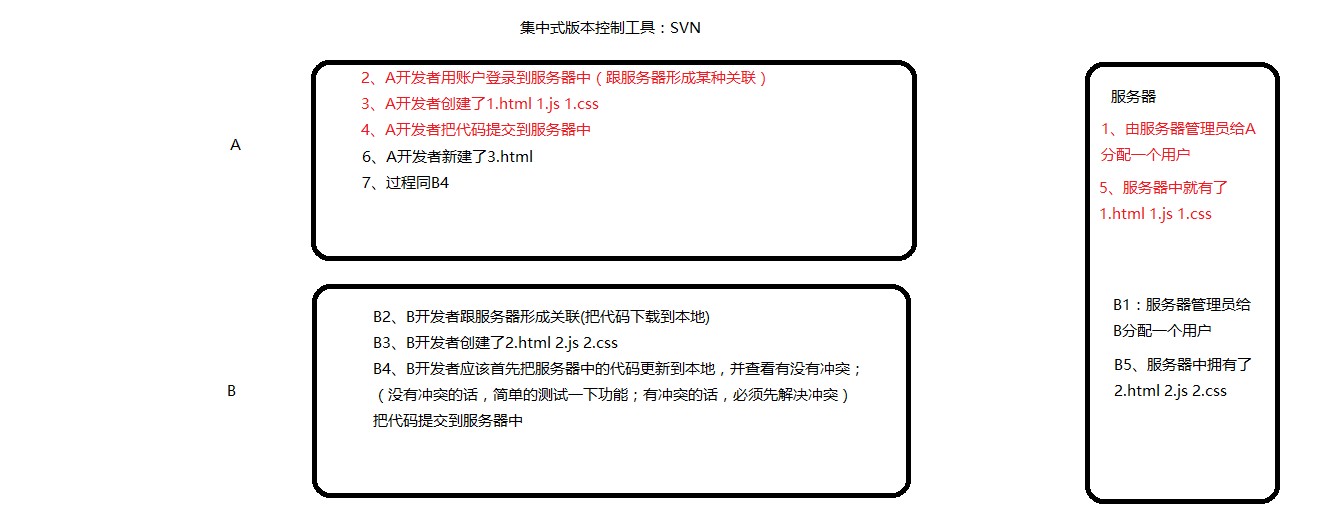 集中式版本控制工具：SVN
2、A开发者用账户登录到服务器中（跟服务器形成某种关联）
3、A开发者创建了1.html 1.js 1.css
4、A开发者把代码提交到服务器中
6、A开发者新建了3.html
7、过程同B4
A
B2、B开发者跟服务器形成关联(把代码下载到本地)
B3、B开发者创建了2.html 2.js 2.css
B4、B开发者应该首先把服务器中的代码更新到本地，并查看有没有冲突；
（没有冲突的话，简单的测试一下功能；有冲突的话，必须先解决冲突）
把代码提交到服务器中
B
服务器
1、由服务器管理员给A
分配一个用户
5、服务器中就有了
1.html 1.js 1.css
B1：服务器管理员给
B分配一个用户
B5、服务器中拥有了
2.html 2.js 2.css